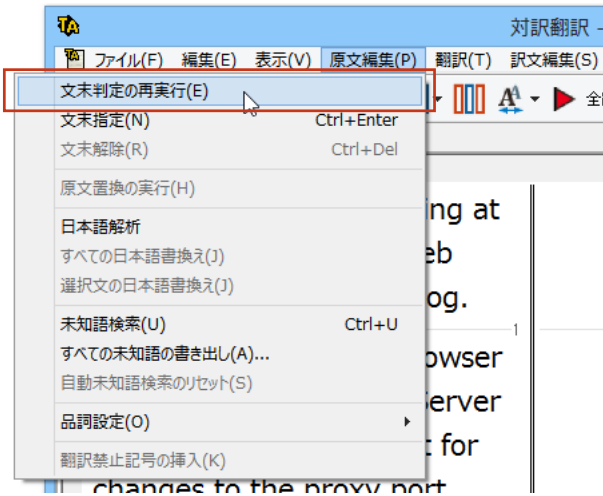 TA
対訳翻訳 -
ファイル(F) 編集(E) 表示(V) 原文編集(P) 翻訳(T) 訳文編集(S)
文末判定の再実行(E)
文末指定(N) Ctrl+Enter
文末解除(R) Ctrl+Del
原文置換の実行(H)
日本語解析
すべての日本語書換え(J)
選択文の日本語書換え(J)
未知語検索(U) Ctrl+U
すべての未知語の書き出し(A)...
自動未知語検索のリセット(S)
品詞設定(O)
翻訳禁止記号の挿入(K)
A 全
ing at
eb
og.
1
owser
erver
t for
changes to the proxy port